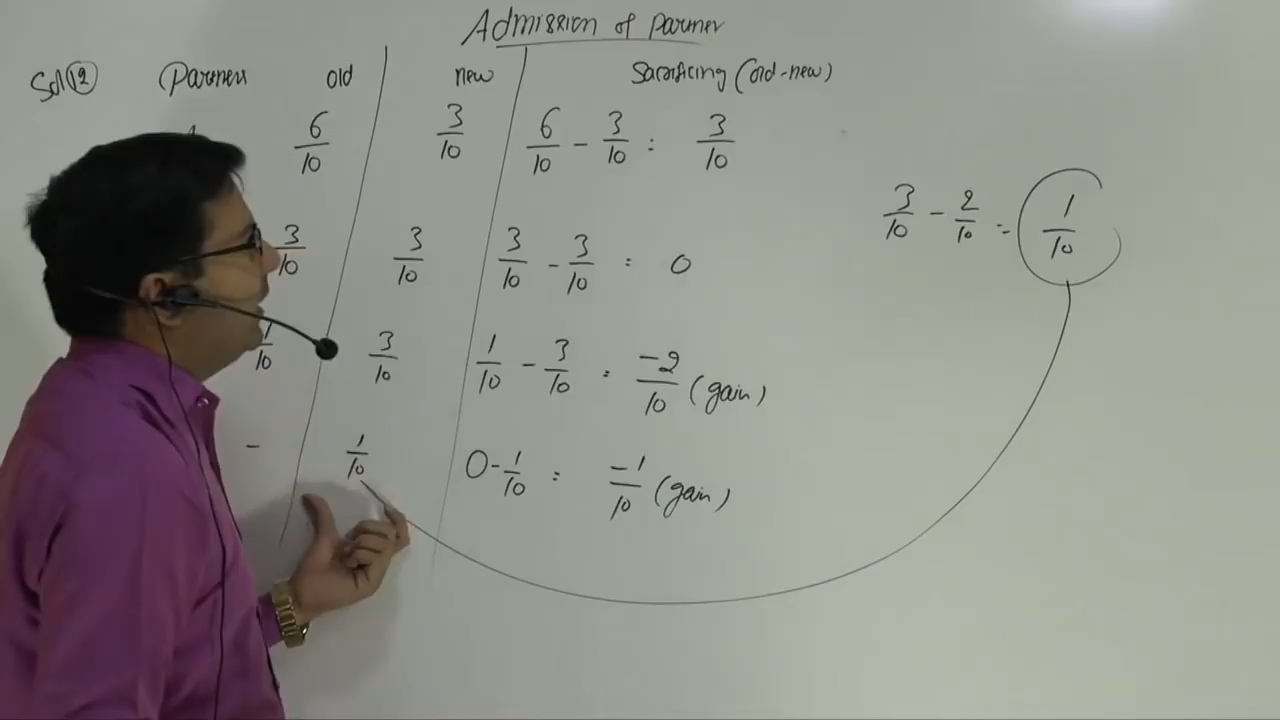 Admission of Partner
Sol 12 Partners old new Sacrificing (old-new)
6/10 3/10 6/10 - 3/10 : 3/10
3/10 - 2/10 = 1/10
3/10 3/10 3/10 - 3/10 : 0
1/10 3/10 1/10 - 3/10 = -2/10 (gain)
- 1/10 0 - 1/10 = -1/10 (gain)